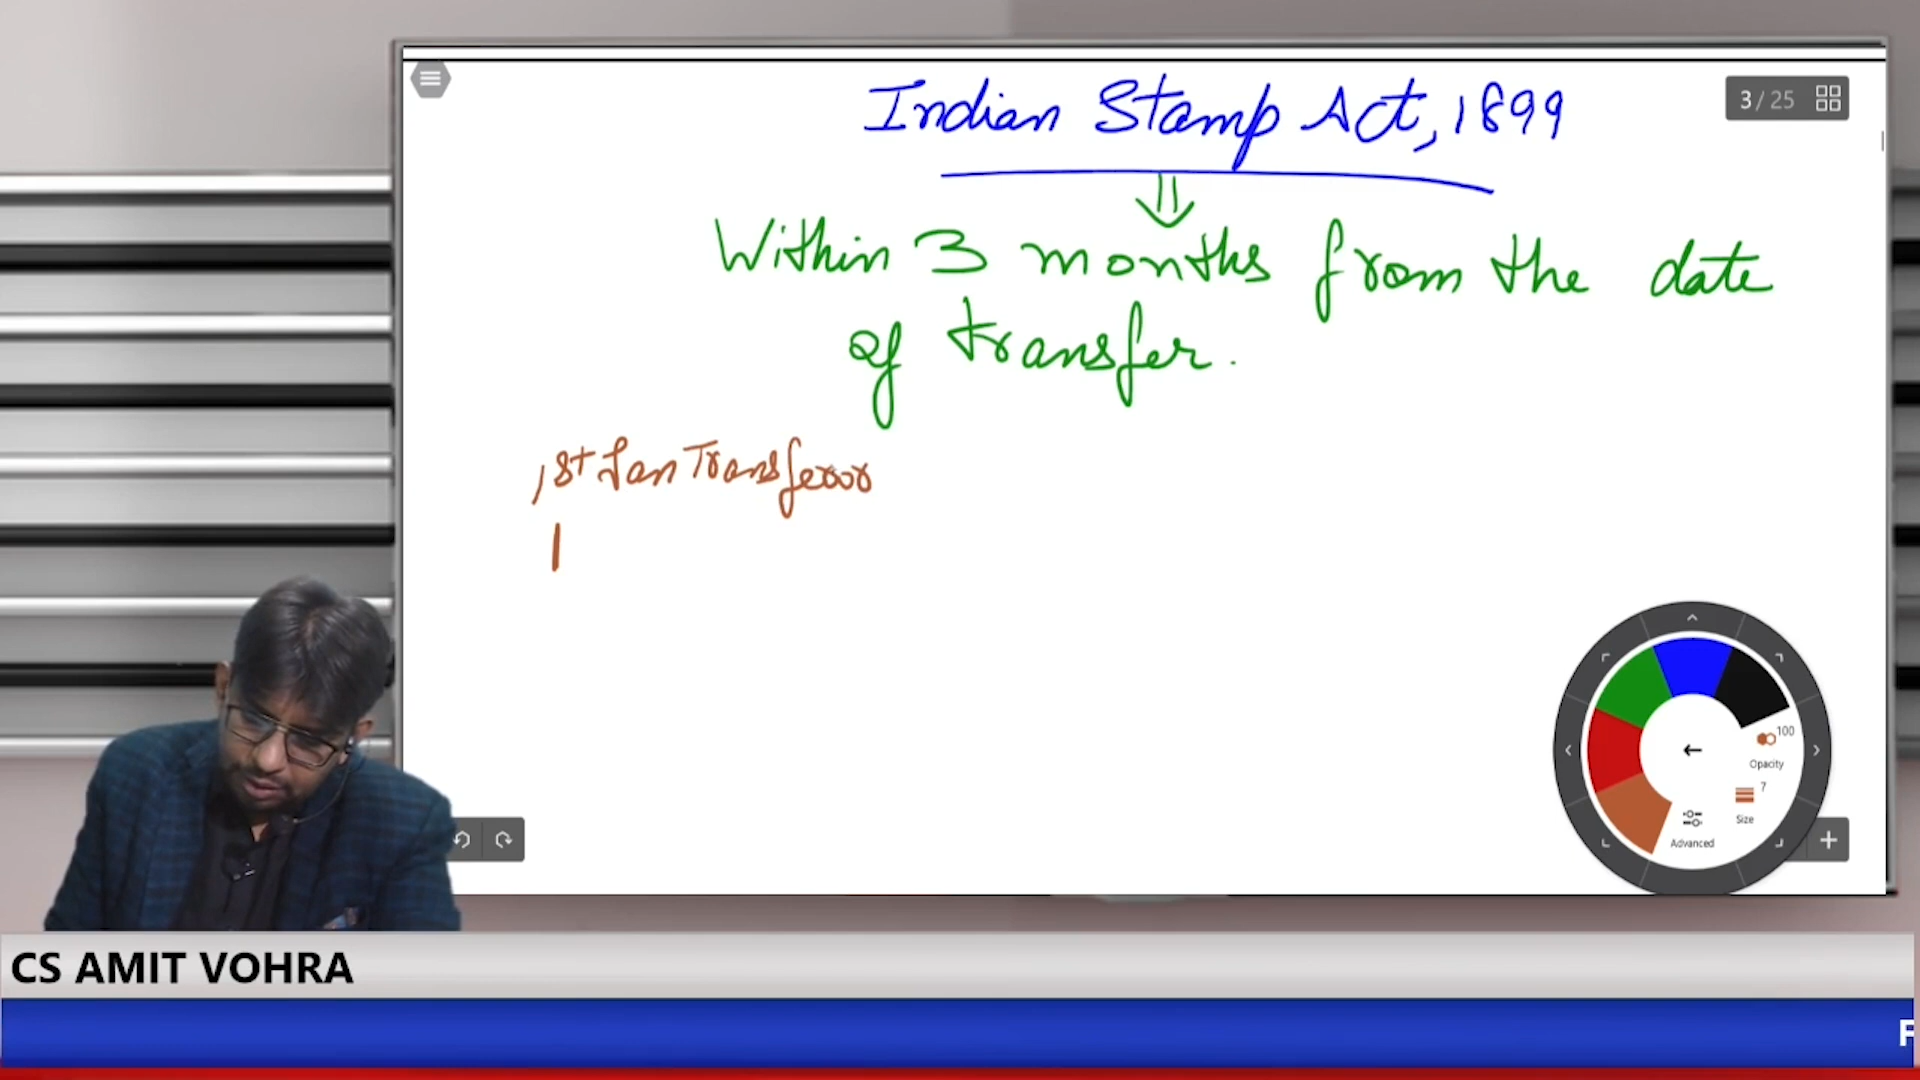 Indian Stamp Act, 1899
3 / 25
Within 3 months from the date
of transfer.
1st Jan Transferor
100
Opacity
7
Size
Advanced
CS AMIT VOHRA